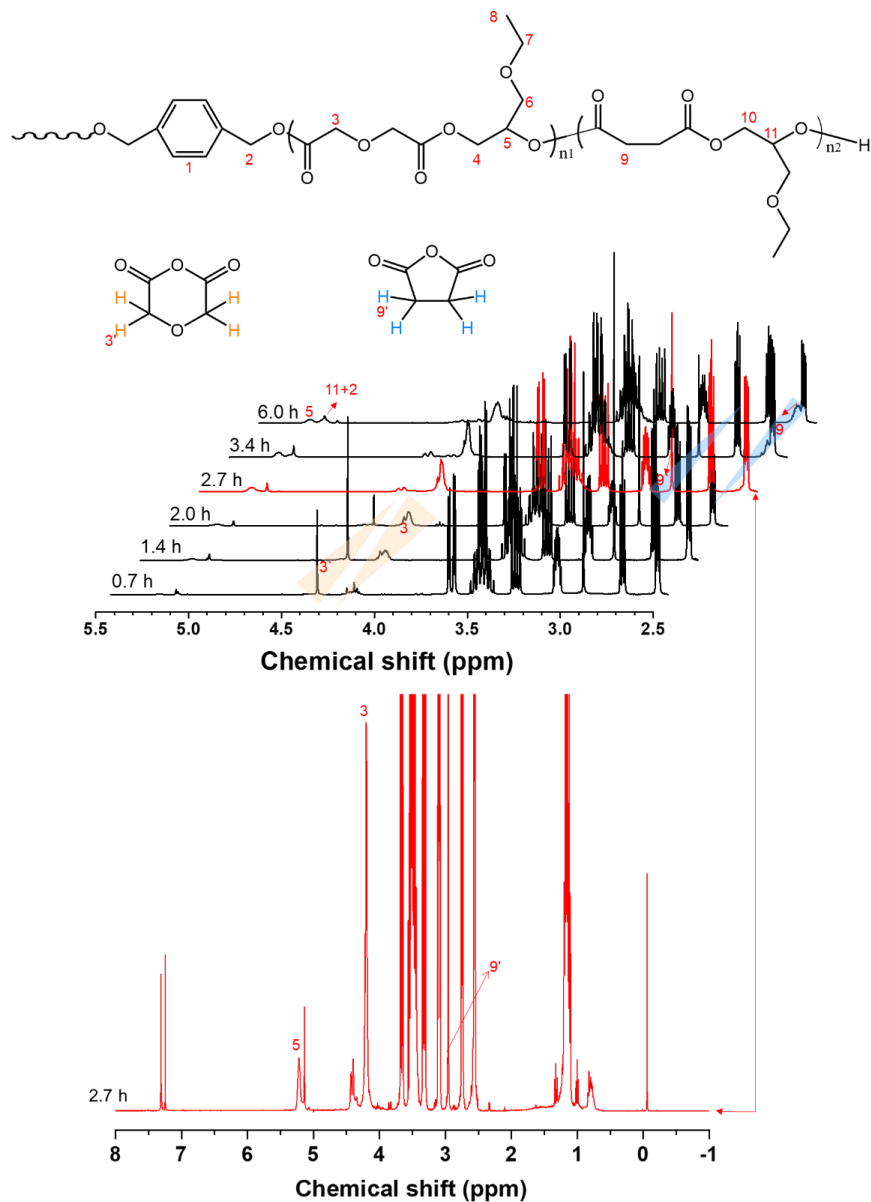 8
7
O
6
O
O
10
O
3
O
O
O
O
11
O
O
O
5
n1
n2
H
4
9
O
1
2
O
O
O
O
O
O
O
O
O
H
H
9'
H
H
H
O
H
H
H
3'
11+2
6.0 h
5
9
3.4 h
2.7 h
9'
2.0 h
3
1.4 h
3'
0.7 h
5.5 5.0 4.5 4.0 3.5 3.0 2.5
Chemical shift (ppm)
3
9'
5
2.7 h
8 7 6 5 4 3 2 1 0 -1
Chemical shift (ppm)